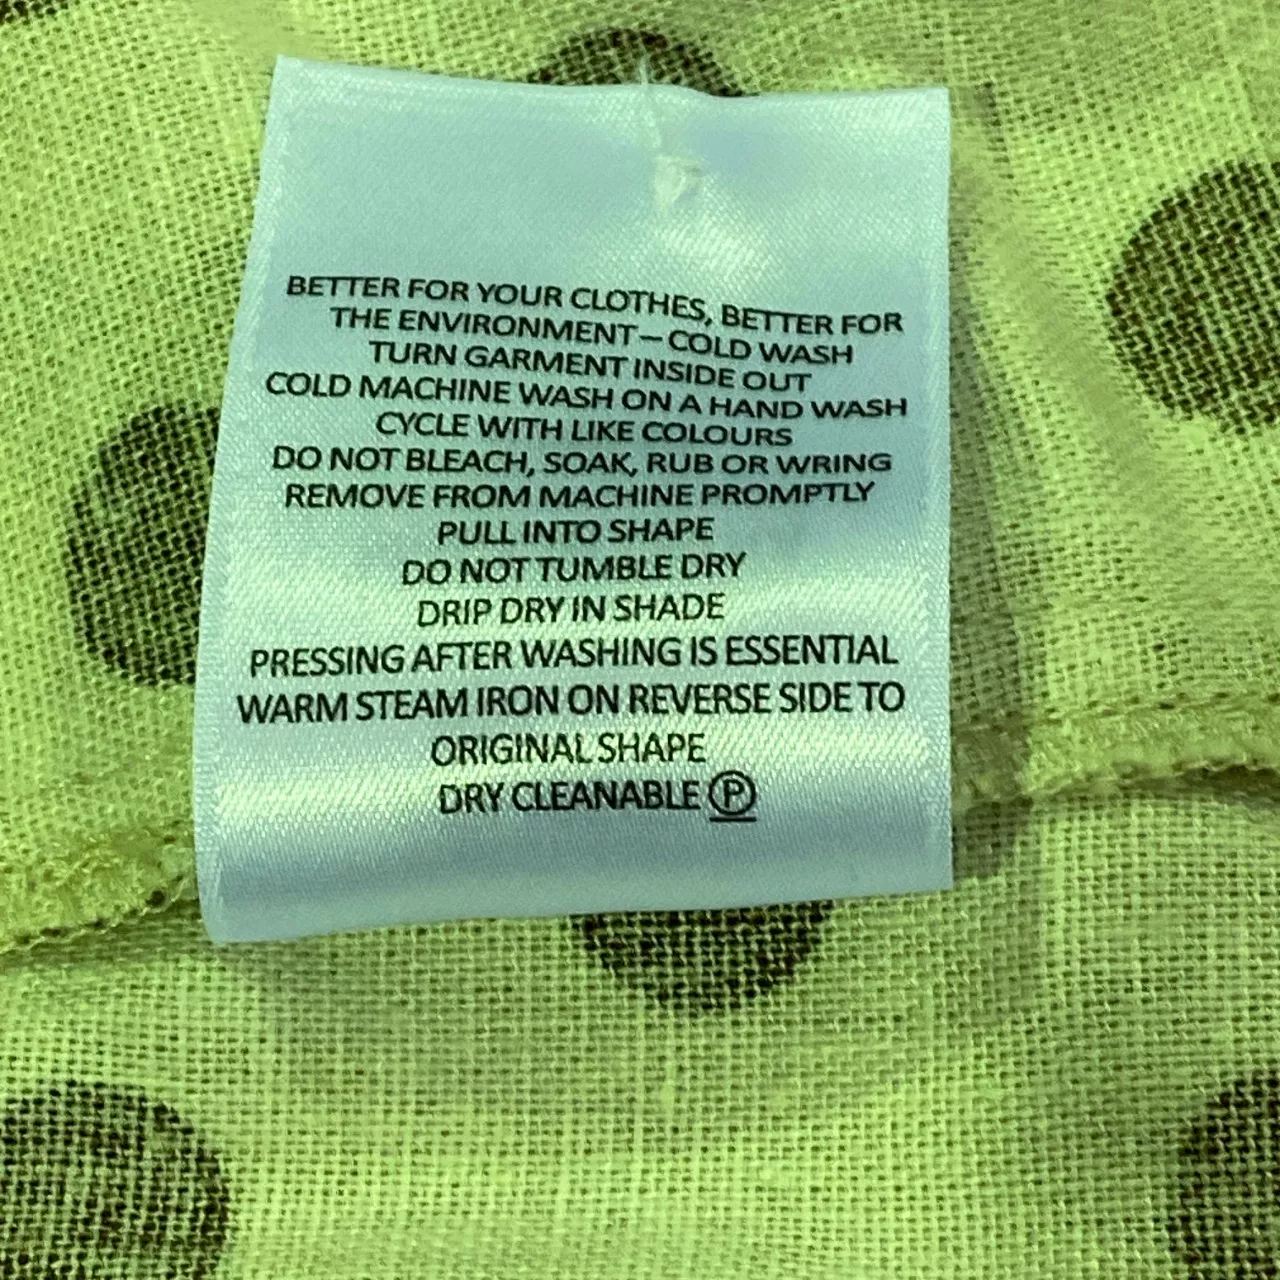 BETTER FOR YOUR CLOTHES, BETTER FOR
THE ENVIRONMENT – COLD WASH
TURN GARMENT INSIDE OUT
COLD MACHINE WASH ON A HAND WASH
CYCLE WITH LIKE COLOURS
DO NOT BLEACH, SOAK, RUB OR WRING
REMOVE FROM MACHINE PROMPTLY
PULL INTO SHAPE
DO NOT TUMBLE DRY
DRIP DRY IN SHADE
PRESSING AFTER WASHING IS ESSENTIAL
WARM STEAM IRON ON REVERSE SIDE TO
ORIGINAL SHAPE
DRY CLEANABLE Ⓟ